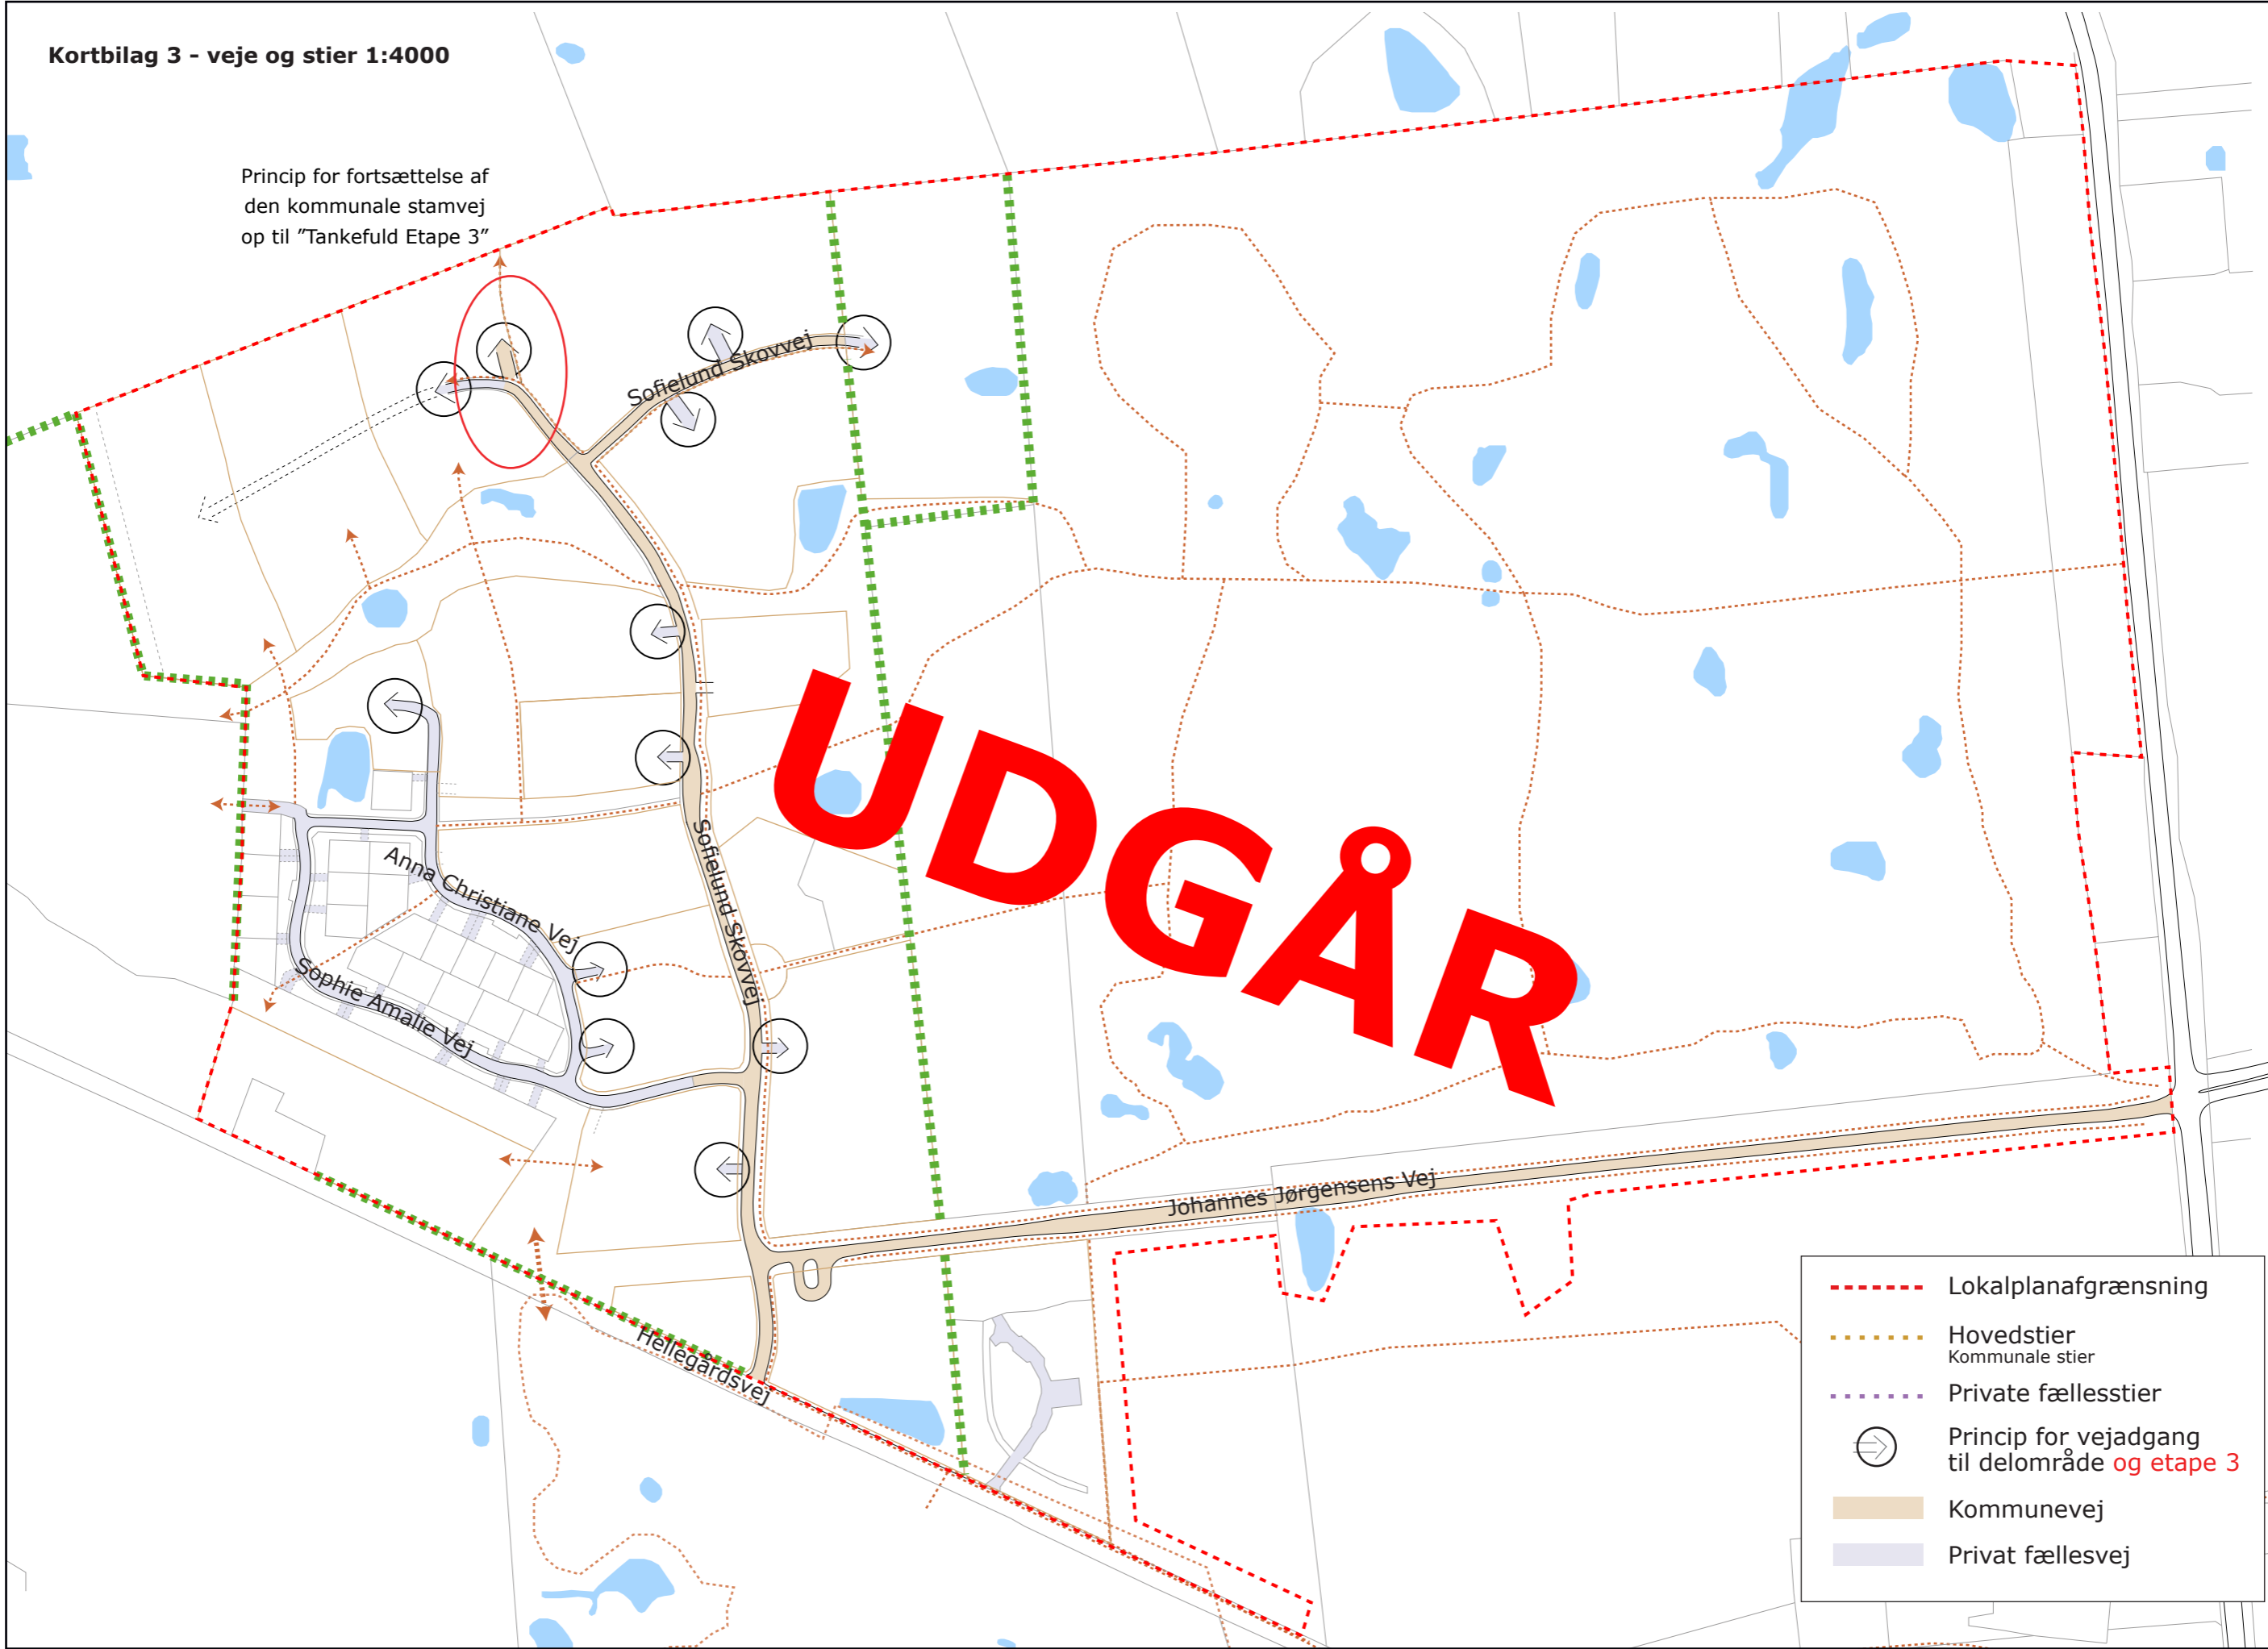 Kortbilag 3 - veje og stier 1:4000
Princip for fortsættelse af
den kommunale stamvej
op til ”Tankefuld Etape 3”
Sofielund Skovvej
UDGÅR
Sofielund Skovvej
Anna Christiane Vej
Sophie Amalie Vej
Johannes Jørgensens Vej
Hellegårdsvej
Lokalplanafgrænsning
Hovedstier
Kommunale stier
Private fællesstier
Princip for vejadgang
til delområde og etape 3
Kommunevej
Privat fællesvej